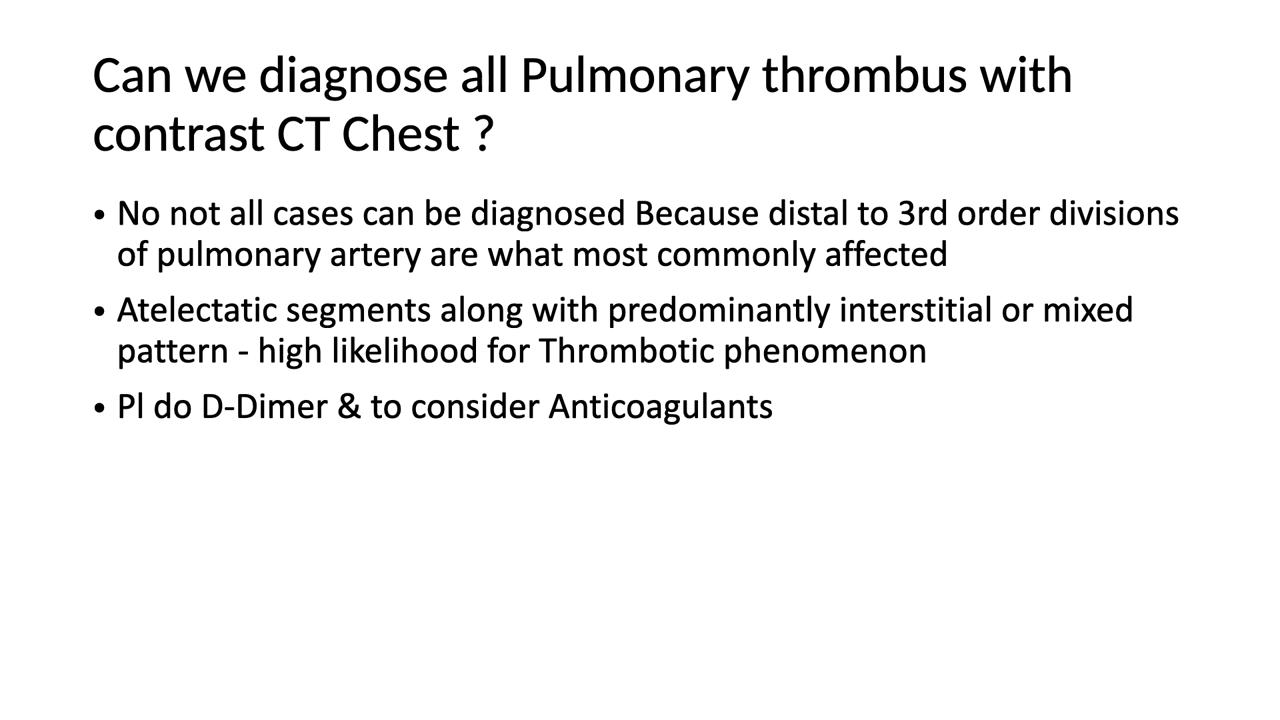 Can we diagnose all Pulmonary thrombus with
contrast CT Chest ?
• No not all cases can be diagnosed Because distal to 3rd order divisions
of pulmonary artery are what most commonly affected
• Atelectatic segments along with predominantly interstitial or mixed
pattern - high likelihood for Thrombotic phenomenon
• Pl do D-Dimer & to consider Anticoagulants